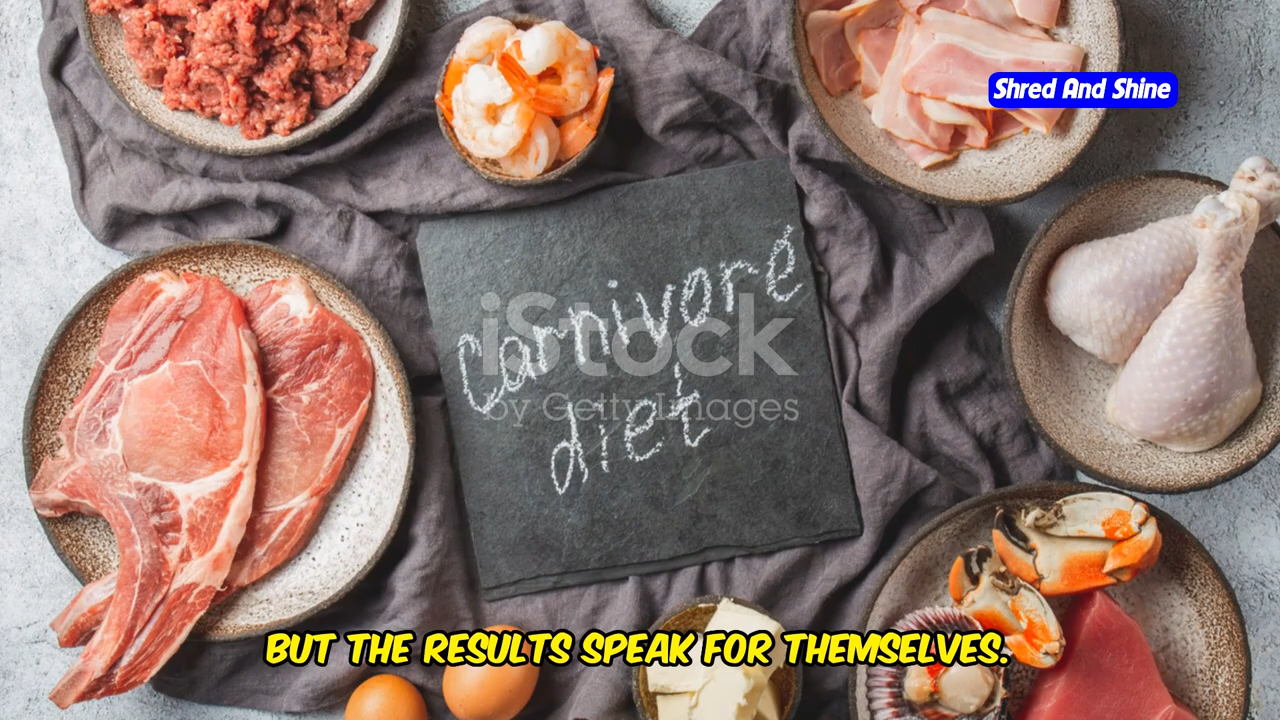 Shred And Shine
Carnivore
diet
iStock
by Getty Images
BUT THE RESULTS SPEAK FOR THEMSELVES.